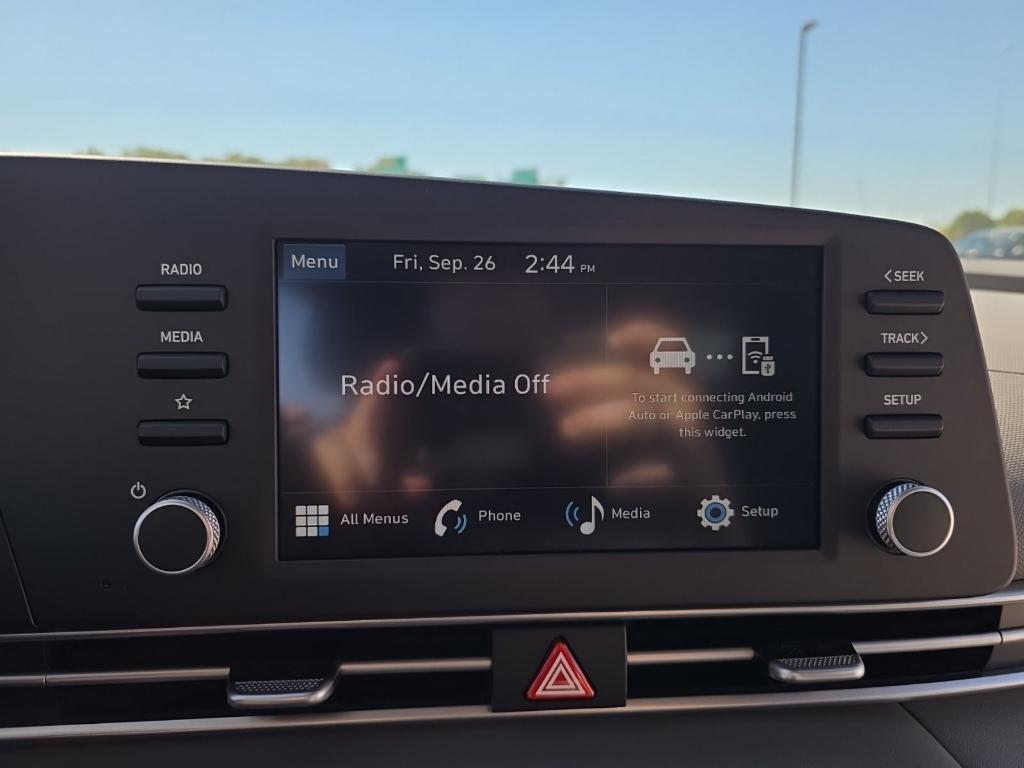 Menu
Fri, Sep. 26
2:44 PM
RADIO
MEDIA
<SEEK
TRACK>
SETUP
Radio/Media Off
To start connecting Android
Auto or Apple CarPlay, press
this widget.
All Menus
Phone
Media
Setup